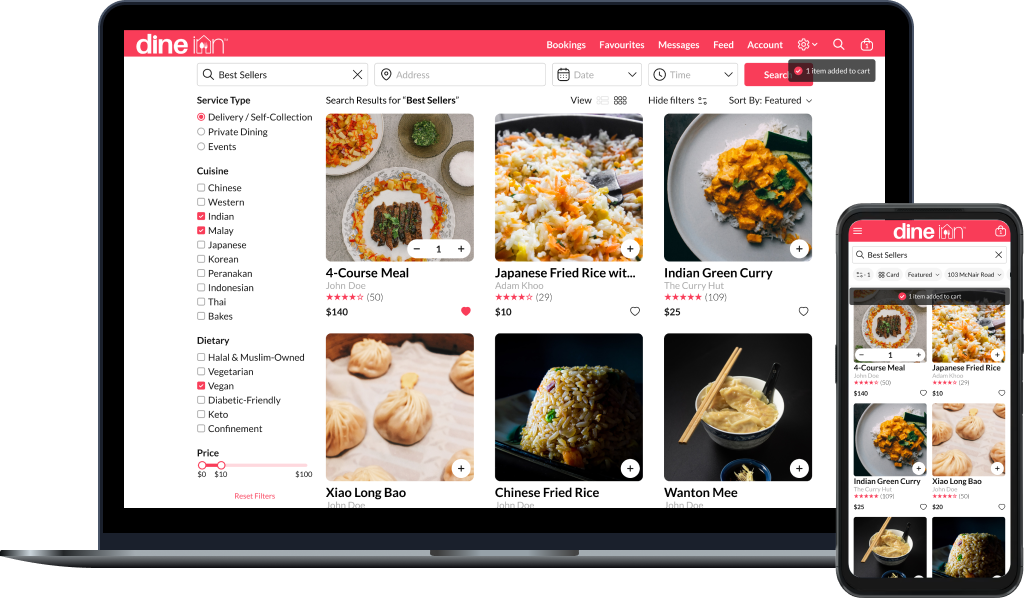 dine inn
Bookings Favourites Messages Feed Account 1
Best Sellers Address Date Time Search
1 item added to cart
Service Type
Delivery / Self-Collection
Private Dining
Events
Cuisine
Chinese
Western
Indian
Malay
Japanese
Korean
Peranakan
Indonesian
Thai
Bakes
Dietary
Halal & Muslim-Owned
Vegetarian
Vegan
Diabetic-Friendly
Keto
Confinement
Price
$0 $10 $100
Reset Filters
Search Results for “Best Sellers” View Hide filters Sort By: Featured
− 1 + + +
4-Course Meal Japanese Fried Rice wit... Indian Green Curry
John Doe Adam Khoo The Curry Hut
★★★★☆ (50) ★★★★☆ (29) ★★★★★ (109)
$140 $10 $25
+ + +
Xiao Long Bao Chinese Fried Rice Wanton Mee
John Doe John Doe John Doe
dine inn
1
Best Sellers
· 1 Card Featured 103 McNair Road
1 item added to cart
− 1 + +
4-Course Meal Japanese Fried Rice
John Doe Adam Khoo
★★★★☆ (50) ★★★★☆ (29)
$140 $10
+ +
Indian Green Curry Xiao Long Bao
The Curry Hut John Doe
★★★★★ (109) ★★★★★ (50)
$25 $20